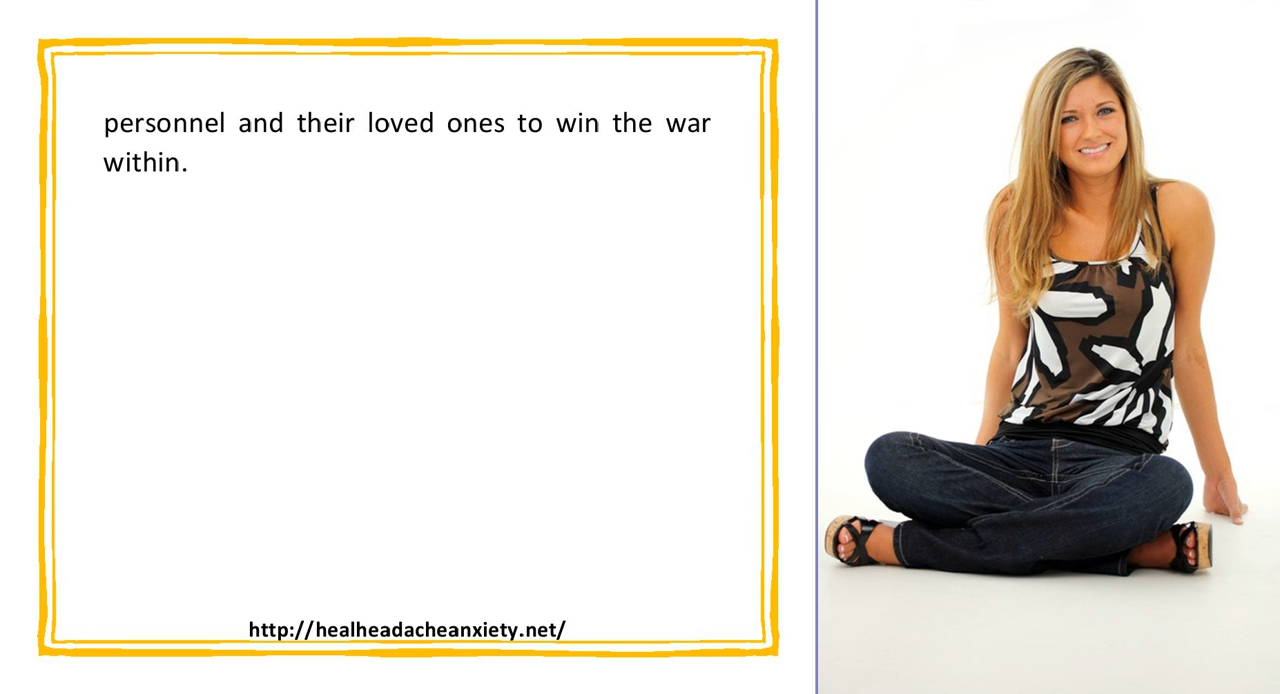 personnel and their loved ones to win the war
within.
http://healheadacheanxiety.net/